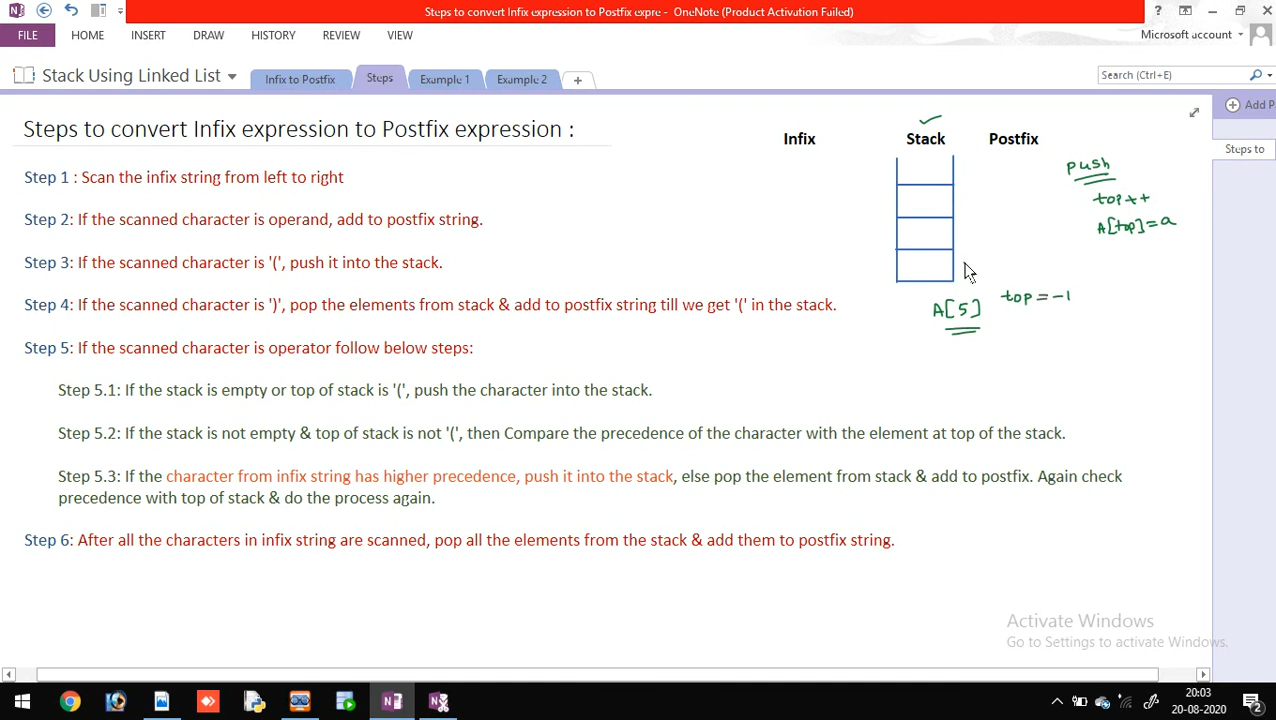 Steps to convert Infix expression to Postfix expre - OneNote (Product Activation Failed)
FILE HOME INSERT DRAW HISTORY REVIEW VIEW
Microsoft account
Stack Using Linked List
Infix to Postfix Steps Example 1 Example 2
Search (Ctrl+E)
Add P
Steps to
Steps to convert Infix expression to Postfix expression :
Infix Stack Postfix
push
top++
A[top]=a
A[5] top=-1
Step 1 : Scan the infix string from left to right
Step 2: If the scanned character is operand, add to postfix string.
Step 3: If the scanned character is '(', push it into the stack.
Step 4: If the scanned character is ')', pop the elements from stack & add to postfix string till we get '(' in the stack.
Step 5: If the scanned character is operator follow below steps:
Step 5.1: If the stack is empty or top of stack is '(', push the character into the stack.
Step 5.2: If the stack is not empty & top of stack is not '(', then Compare the precedence of the character with the element at top of the stack.
Step 5.3: If the character from infix string has higher precedence, push it into the stack, else pop the element from stack & add to postfix. Again check
precedence with top of stack & do the process again.
Step 6: After all the characters in infix string are scanned, pop all the elements from the stack & add them to postfix string.
Activate Windows
Go to Settings to activate Windows.
20:03
20-08-2020
2